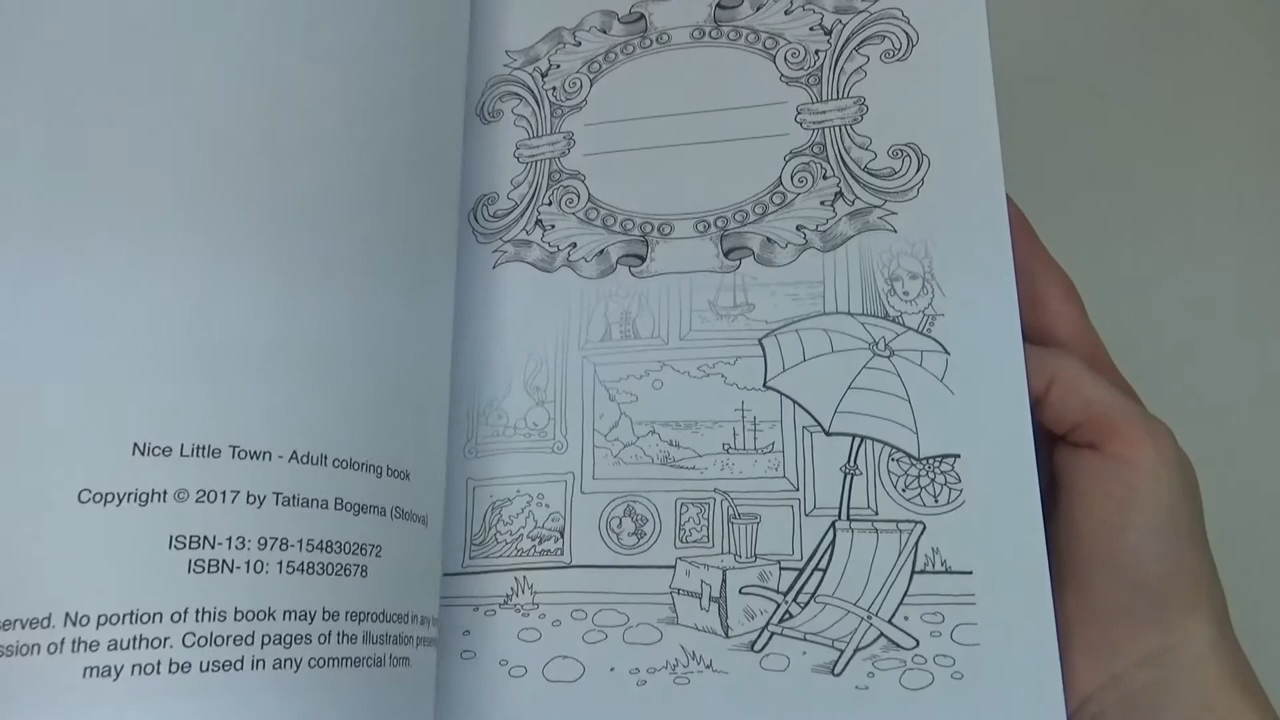 Nice Little Town - Adult coloring book
Copyright © 2017 by Tatiana Bogema (Stolova)
ISBN-13: 978-1548302672
ISBN-10: 1548302678
served. No portion of this book may be reproduced in any
ssion of the author. Colored pages of the illustration
may not be used in any commercial form.